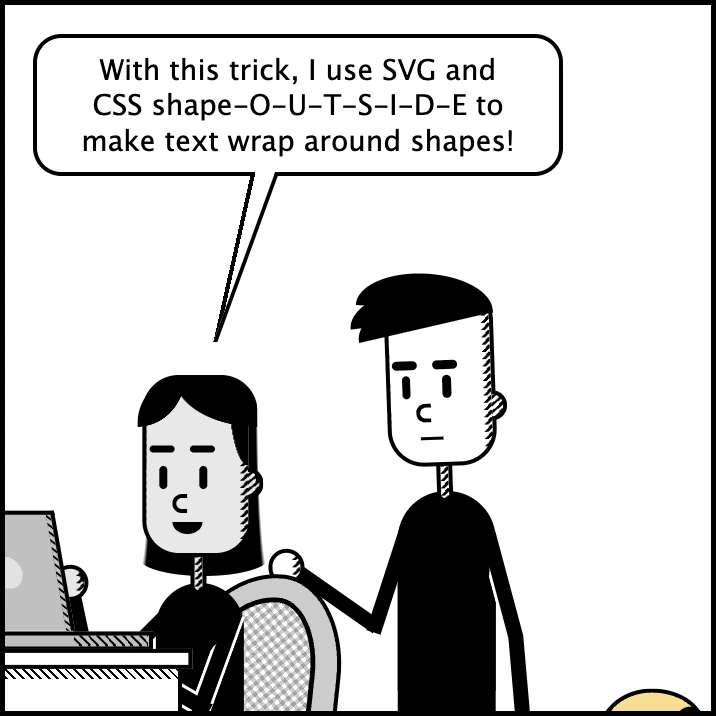 With this trick, I use SVG and
CSS shape-O-U-T-S-I-D-E to
make text wrap around shapes!